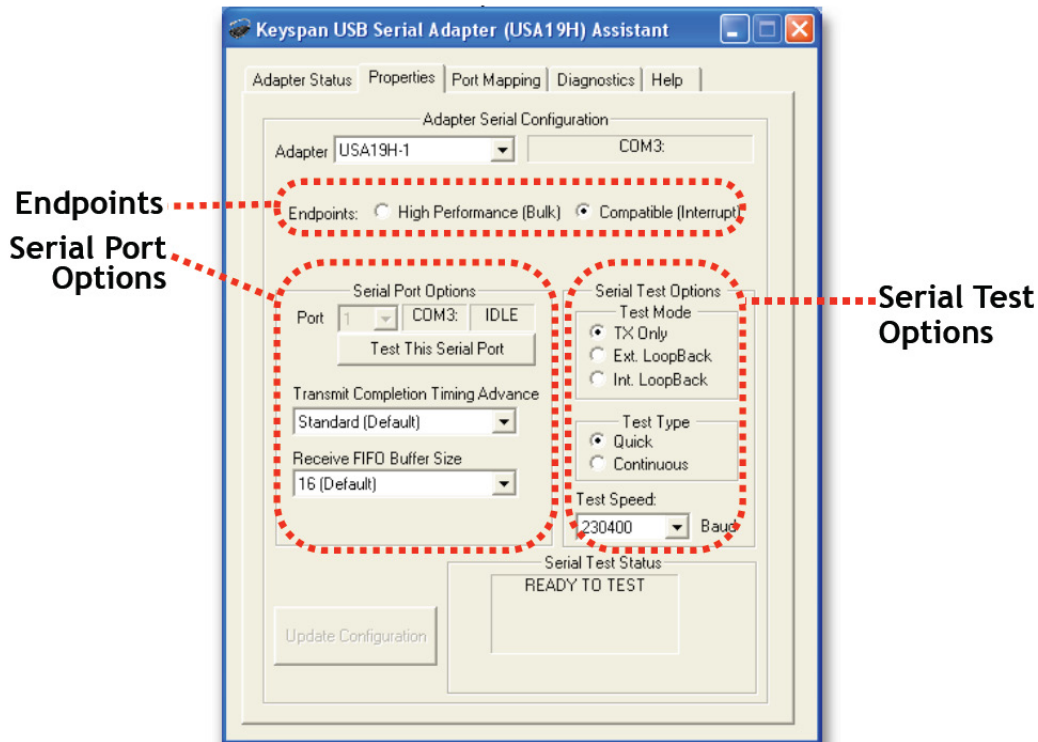 Keyspan USB Serial Adapter (USA19H) Assistant
Adapter Status Properties Port Mapping Diagnostics Help
Adapter Serial Configuration
Adapter USA19H-1 COM3:
Endpoints
Endpoints: High Performance (Bulk) Compatible (Interrupt)
Serial Port
Options
Serial Port Options
Port 1 COM3: IDLE
Test This Serial Port
Transmit Completion Timing Advance
Standard (Default)
Receive FIFO Buffer Size
16 (Default)
Serial Test Options
Test Mode
TX Only
Ext. LoopBack
Int. LoopBack
Test Type
Quick
Continuous
Test Speed:
230400 Baud
Serial Test
Options
Serial Test Status
READY TO TEST
Update Configuration